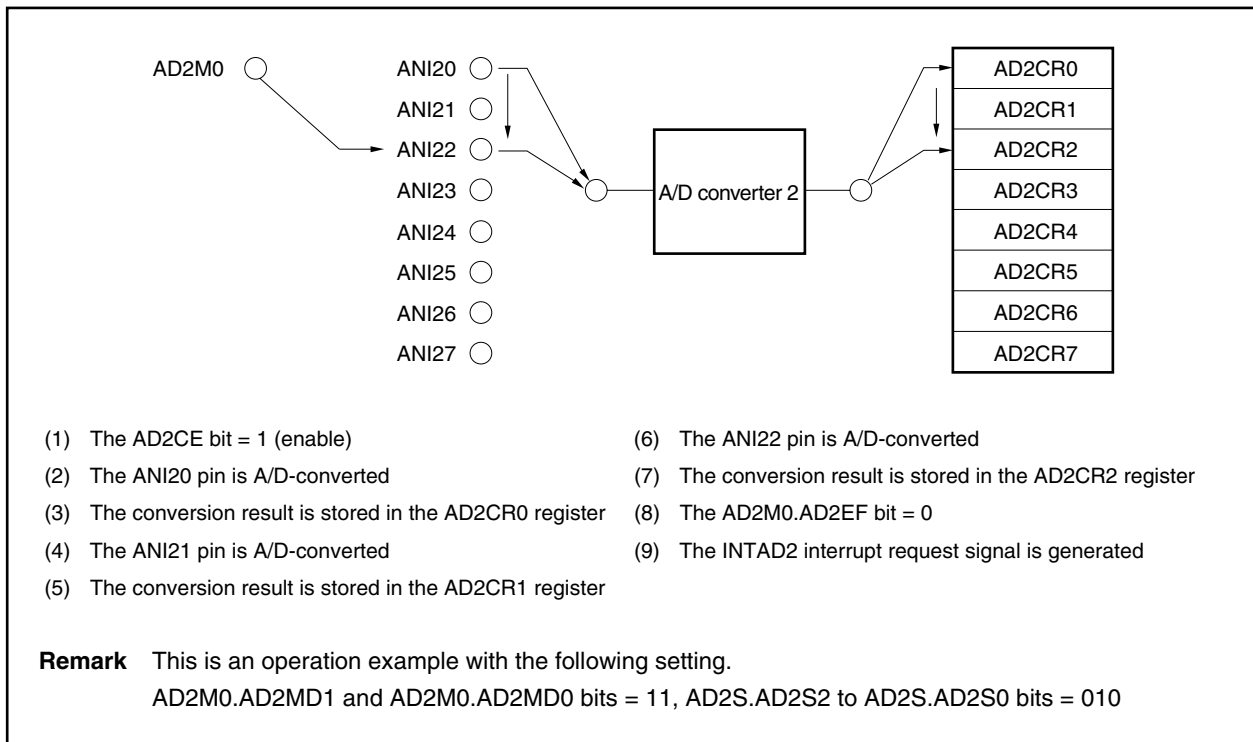 AD2M0
ANI20
ANI21
ANI22
ANI23
ANI24
ANI25
ANI26
ANI27
A/D converter 2
AD2CR0
AD2CR1
AD2CR2
AD2CR3
AD2CR4
AD2CR5
AD2CR6
AD2CR7
(1) The AD2CE bit = 1 (enable)
(2) The ANI20 pin is A/D-converted
(3) The conversion result is stored in the AD2CR0 register
(4) The ANI21 pin is A/D-converted
(5) The conversion result is stored in the AD2CR1 register
(6) The ANI22 pin is A/D-converted
(7) The conversion result is stored in the AD2CR2 register
(8) The AD2M0.AD2EF bit = 0
(9) The INTAD2 interrupt request signal is generated
Remark This is an operation example with the following setting.
AD2M0.AD2MD1 and AD2M0.AD2MD0 bits = 11, AD2S.AD2S2 to AD2S.AD2S0 bits = 010